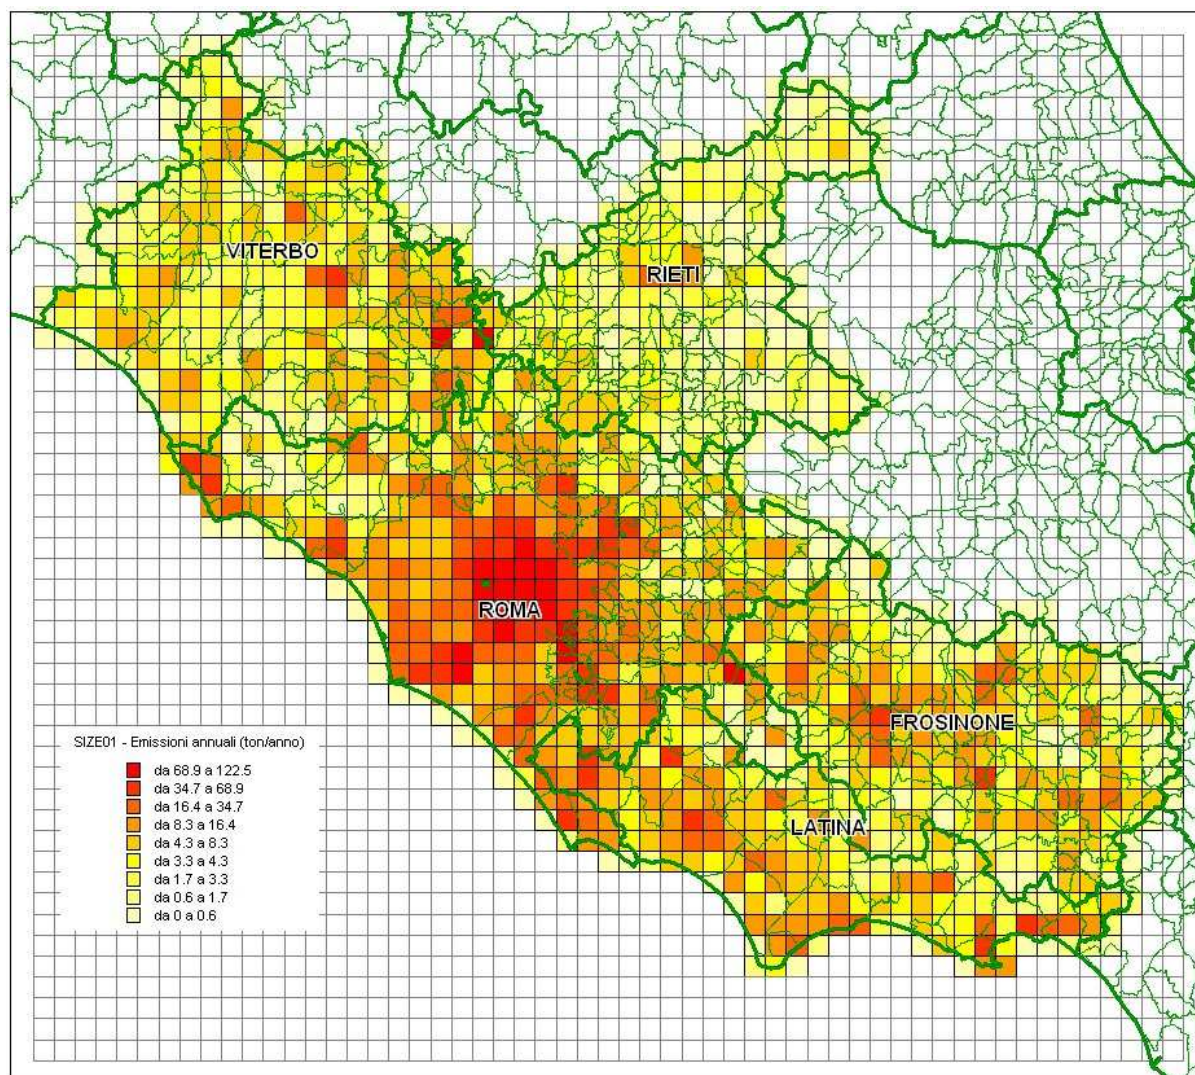 VITERBO
RIETI
ROMA
FROSINONE
LATINA
SIZE01 - Emissioni annuali (ton/anno)
da 68.9 a 122.5
da 34.7 a 68.9
da 16.4 a 34.7
da 8.3 a 16.4
da 4.3 a 8.3
da 3.3 a 4.3
da 1.7 a 3.3
da 0.6 a 1.7
da 0 a 0.6